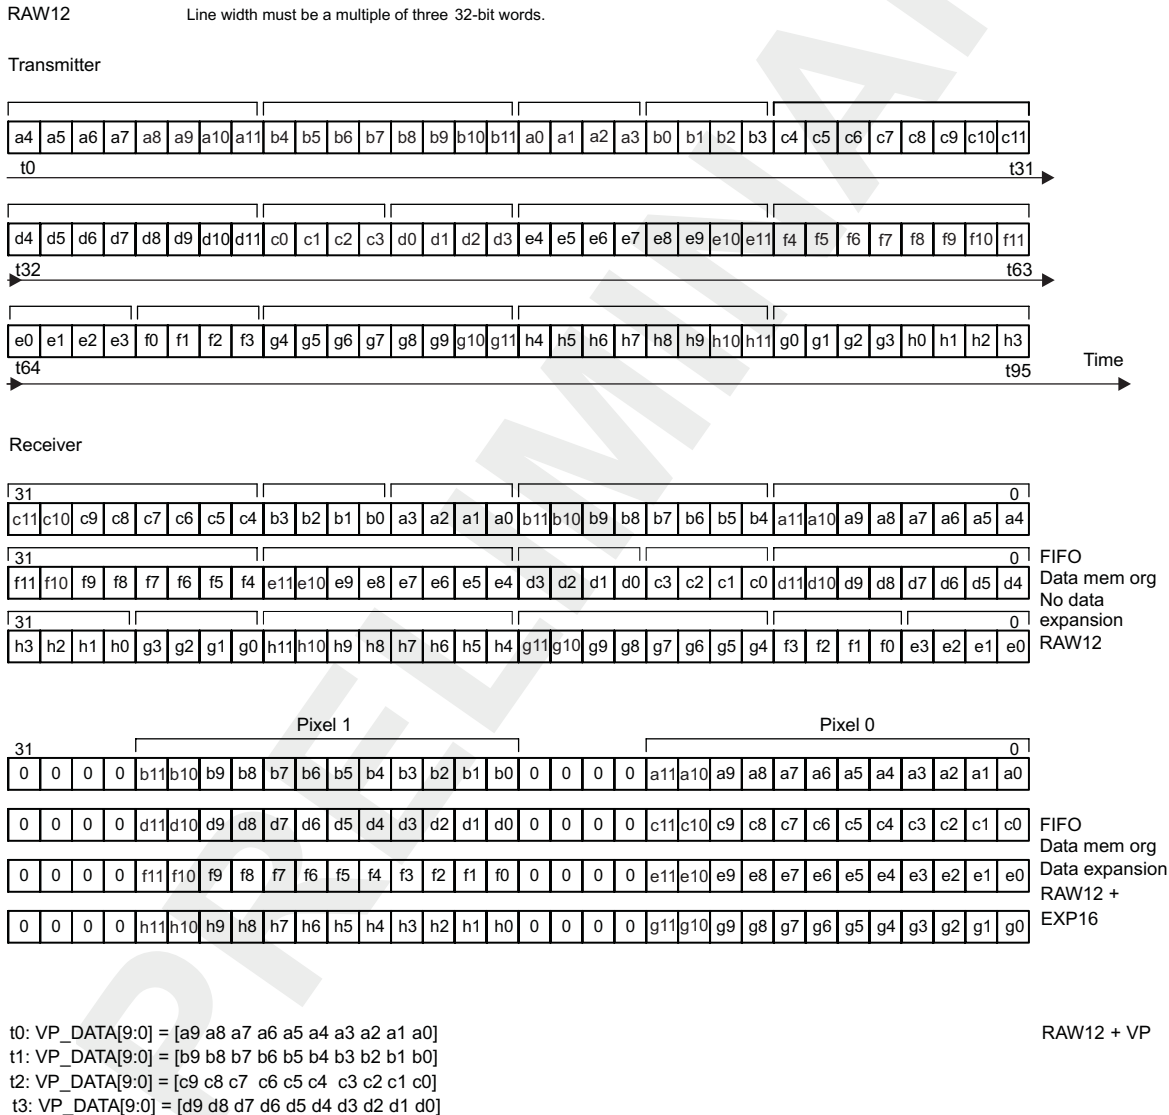 RAW12 Line width must be a multiple of three 32-bit words.
Transmitter
a4 a5 a6 a7 a8 a9 a10 a11 b4 b5 b6 b7 b8 b9 b10 b11 a0 a1 a2 a3 b0 b1 b2 b3 c4 c5 c6 c7 c8 c9 c10 c11
t0 t31
d4 d5 d6 d7 d8 d9 d10 d11 c0 c1 c2 c3 d0 d1 d2 d3 e4 e5 e6 e7 e8 e9 e10 e11 f4 f5 f6 f7 f8 f9 f10 f11
t32 t63
e0 e1 e2 e3 f0 f1 f2 f3 g4 g5 g6 g7 g8 g9 g10 g11 h4 h5 h6 h7 h8 h9 h10 h11 g0 g1 g2 g3 h0 h1 h2 h3
t64 t95 Time
Receiver
31 0
c11 c10 c9 c8 c7 c6 c5 c4 b3 b2 b1 b0 a3 a2 a1 a0 b11 b10 b9 b8 b7 b6 b5 b4 a11 a10 a9 a8 a7 a6 a5 a4
31 0 FIFO
f11 f10 f9 f8 f7 f6 f5 f4 e11 e10 e9 e8 e7 e6 e5 e4 d3 d2 d1 d0 c3 c2 c1 c0 d11 d10 d9 d8 d7 d6 d5 d4 Data mem org
No data
31 0 expansion
h3 h2 h1 h0 g3 g2 g1 g0 h11 h10 h9 h8 h7 h6 h5 h4 g11 g10 g9 g8 g7 g6 g5 g4 f3 f2 f1 f0 e3 e2 e1 e0 RAW12
Pixel 1 Pixel 0
31 0
0 0 0 0 b11 b10 b9 b8 b7 b6 b5 b4 b3 b2 b1 b0 0 0 0 0 a11 a10 a9 a8 a7 a6 a5 a4 a3 a2 a1 a0
0 0 0 0 d11 d10 d9 d8 d7 d6 d5 d4 d3 d2 d1 d0 0 0 0 0 c11 c10 c9 c8 c7 c6 c5 c4 c3 c2 c1 c0 FIFO
Data mem org
0 0 0 0 f11 f10 f9 f8 f7 f6 f5 f4 f3 f2 f1 f0 0 0 0 0 e11 e10 e9 e8 e7 e6 e5 e4 e3 e2 e1 e0 Data expansion
RAW12 +
0 0 0 0 h11 h10 h9 h8 h7 h6 h5 h4 h3 h2 h1 h0 0 0 0 0 g11 g10 g9 g8 g7 g6 g5 g4 g3 g2 g1 g0 EXP16
t0: VP_DATA[9:0] = [a9 a8 a7 a6 a5 a4 a3 a2 a1 a0] RAW12 + VP
t1: VP_DATA[9:0] = [b9 b8 b7 b6 b5 b4 b3 b2 b1 b0]
t2: VP_DATA[9:0] = [c9 c8 c7 c6 c5 c4 c3 c2 c1 c0]
t3: VP_DATA[9:0] = [d9 d8 d7 d6 d5 d4 d3 d2 d1 d0]
PRELIMINA